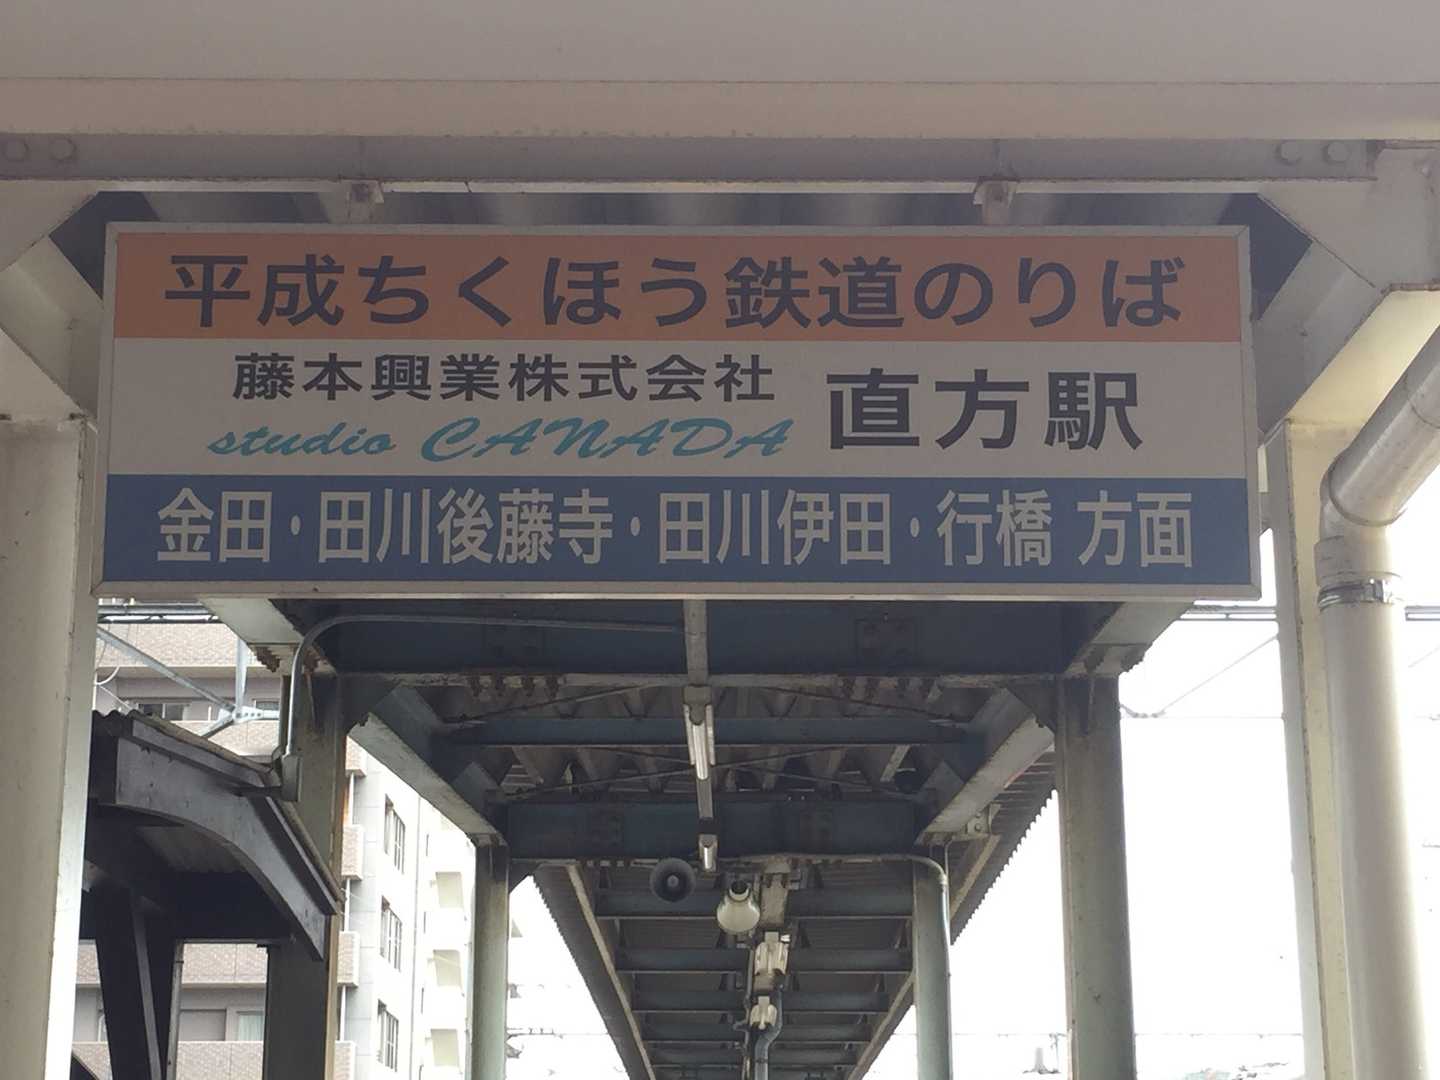 平成ちくほう鉄道のりば
藤本興業株式会社
studio CANADA
直方駅
金田・田川後藤寺・田川伊田・行橋 方面